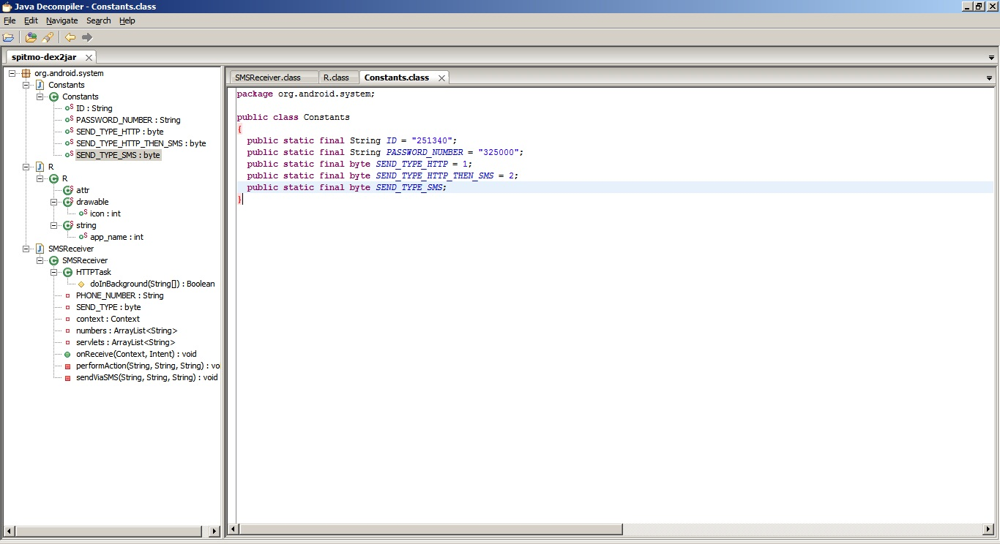 Java Decompiler - Constants.class
File Edit Navigate Search Help
spitmo-dex2jar
org.android.system
Constants
Constants
ID : String
PASSWORD_NUMBER : String
SEND_TYPE_HTTP : byte
SEND_TYPE_HTTP_THEN_SMS : byte
SEND_TYPE_SMS : byte
R
R
attr
drawable
icon : int
string
app_name : int
SMSReceiver
SMSReceiver
HTTPTask
doInBackground(String[]) : Boolean
PHONE_NUMBER : String
SEND_TYPE : byte
context : Context
numbers : ArrayList<String>
servlets : ArrayList<String>
onReceive(Context, Intent) : void
performAction(String, String, String) : vo
sendViaSMS(String, String, String) : void
SMSReceiver.class R.class Constants.class
package org.android.system;
public class Constants
{
public static final String ID = "251340";
public static final String PASSWORD_NUMBER = "325000";
public static final byte SEND_TYPE_HTTP = 1;
public static final byte SEND_TYPE_HTTP_THEN_SMS = 2;
public static final byte SEND_TYPE_SMS;
}